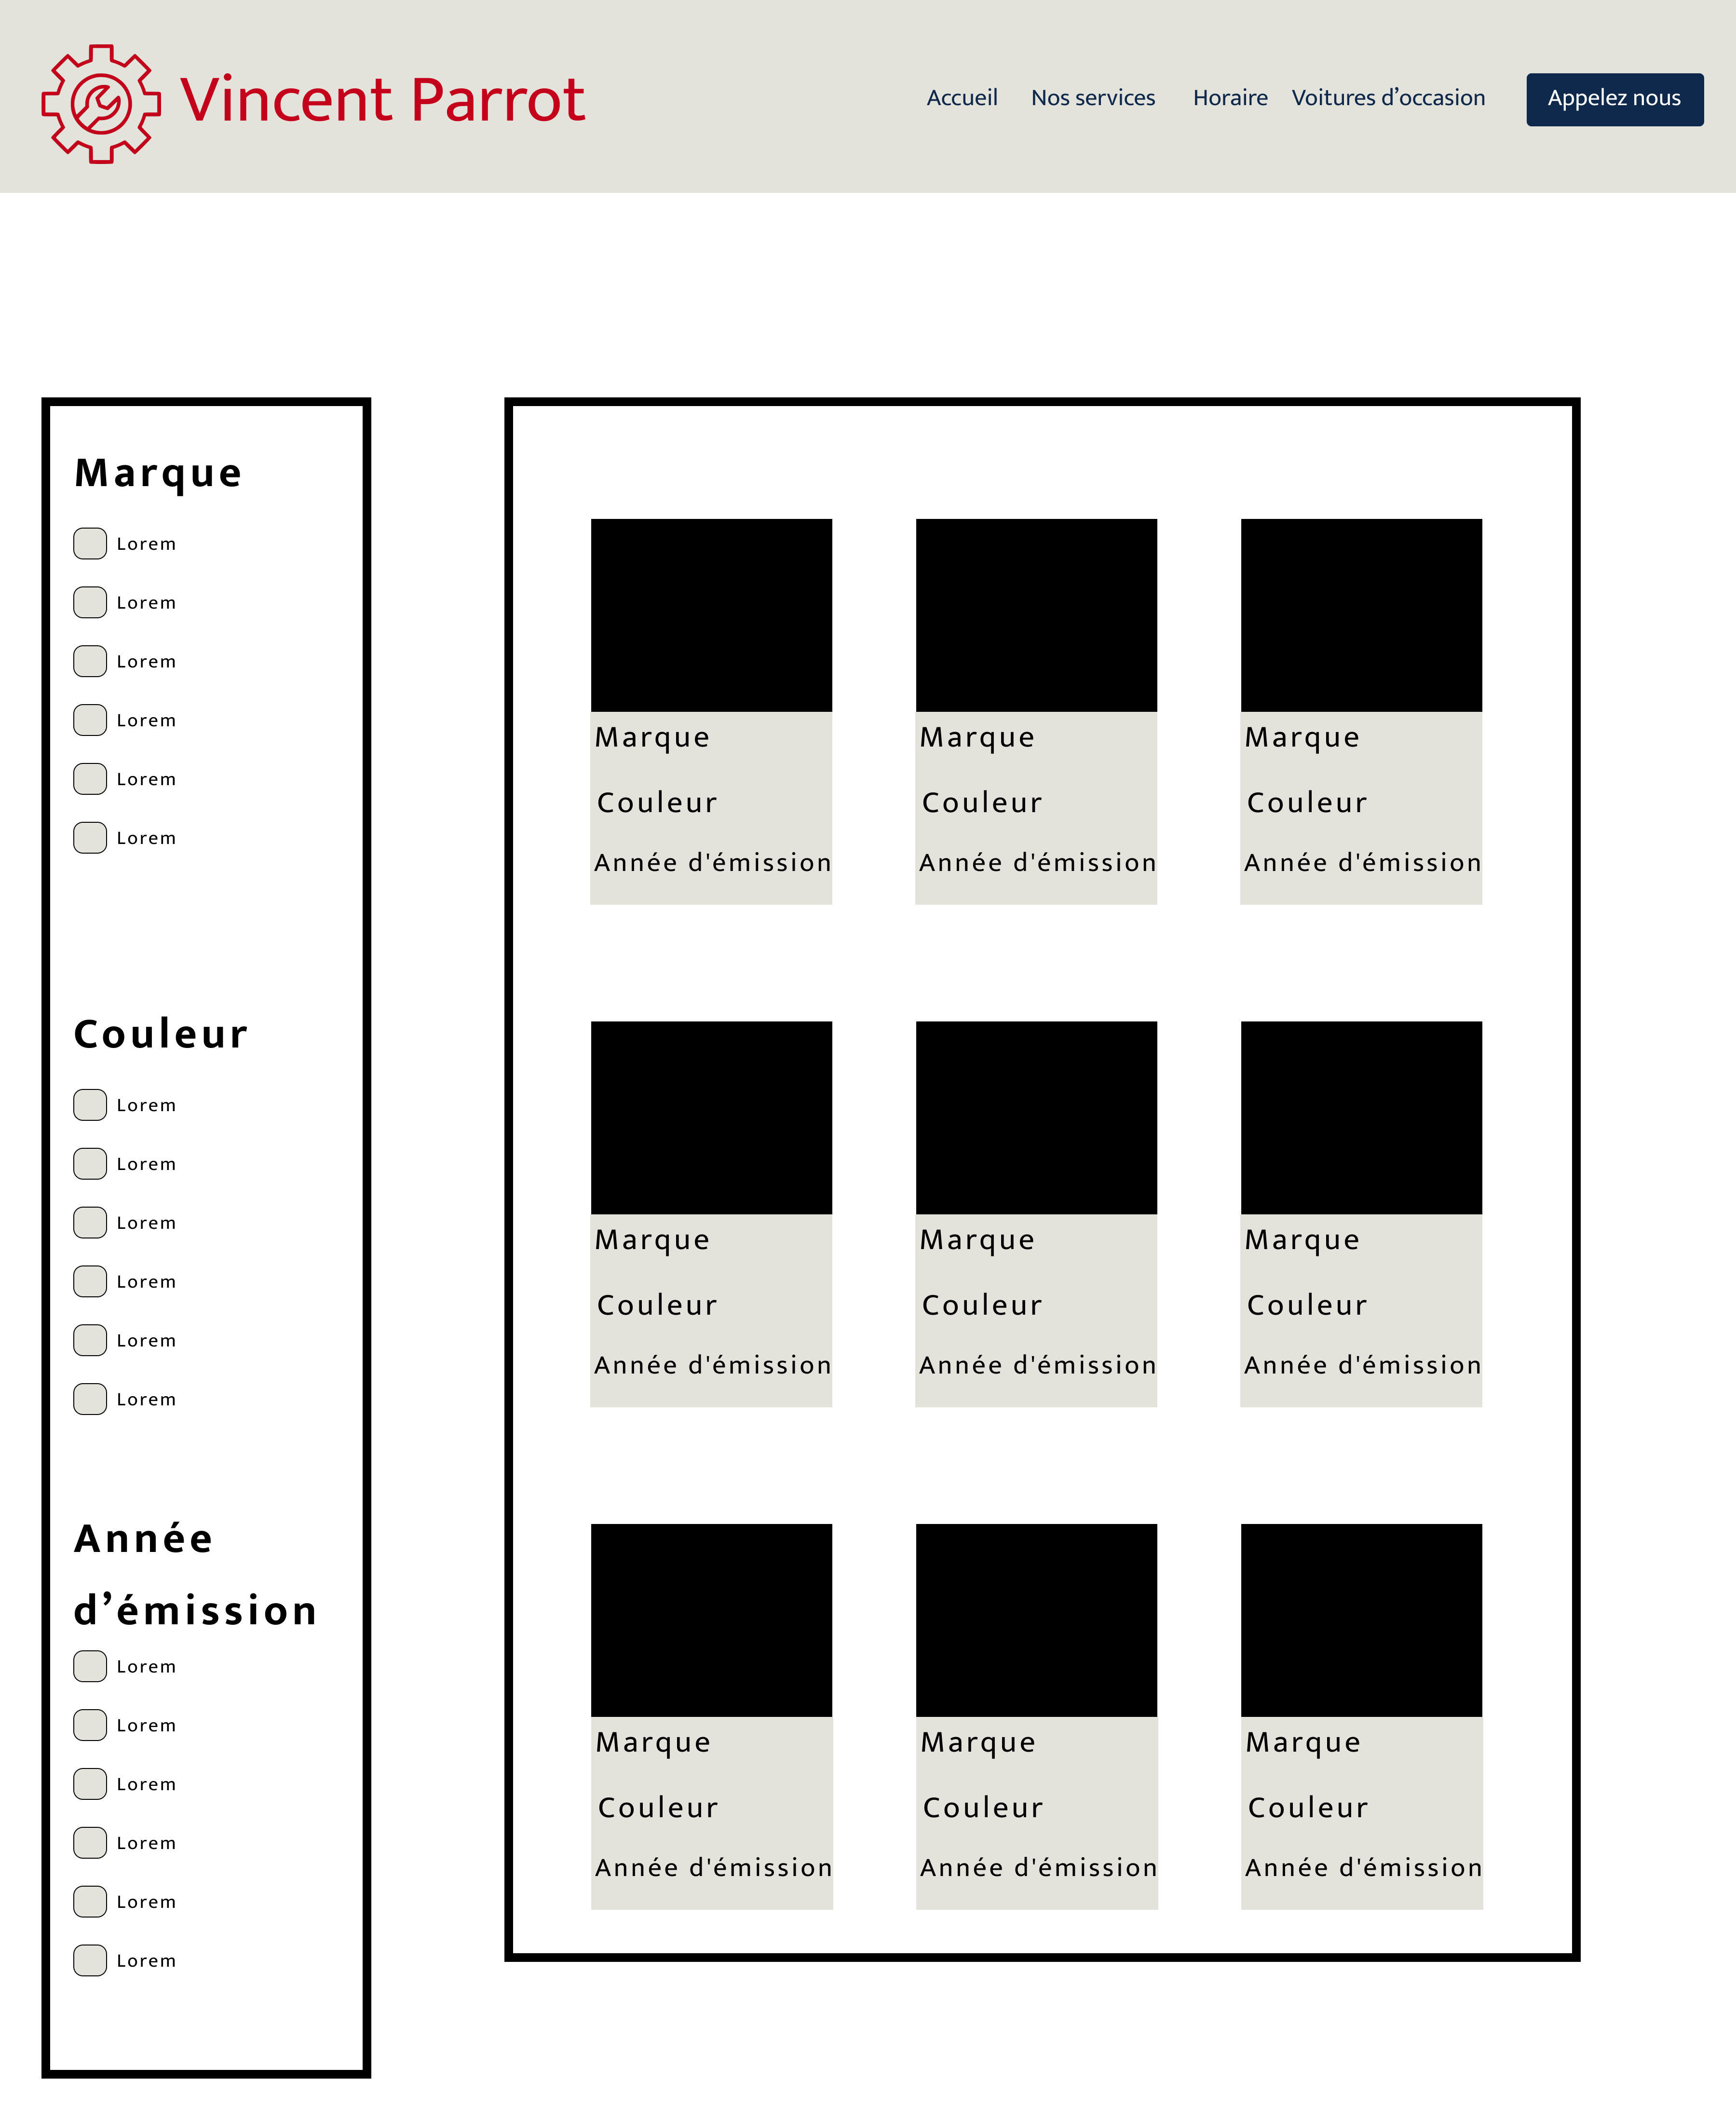 Vincent Parrot
Accueil Nos services Horaire Voitures d’occasion Appelez nous
Marque
Lorem
Lorem
Lorem
Lorem
Lorem
Lorem
Couleur
Lorem
Lorem
Lorem
Lorem
Lorem
Lorem
Année
d’émission
Lorem
Lorem
Lorem
Lorem
Lorem
Lorem
Marque
Couleur
Année d'émission
Marque
Couleur
Année d'émission
Marque
Couleur
Année d'émission
Marque
Couleur
Année d'émission
Marque
Couleur
Année d'émission
Marque
Couleur
Année d'émission
Marque
Couleur
Année d'émission
Marque
Couleur
Année d'émission
Marque
Couleur
Année d'émission